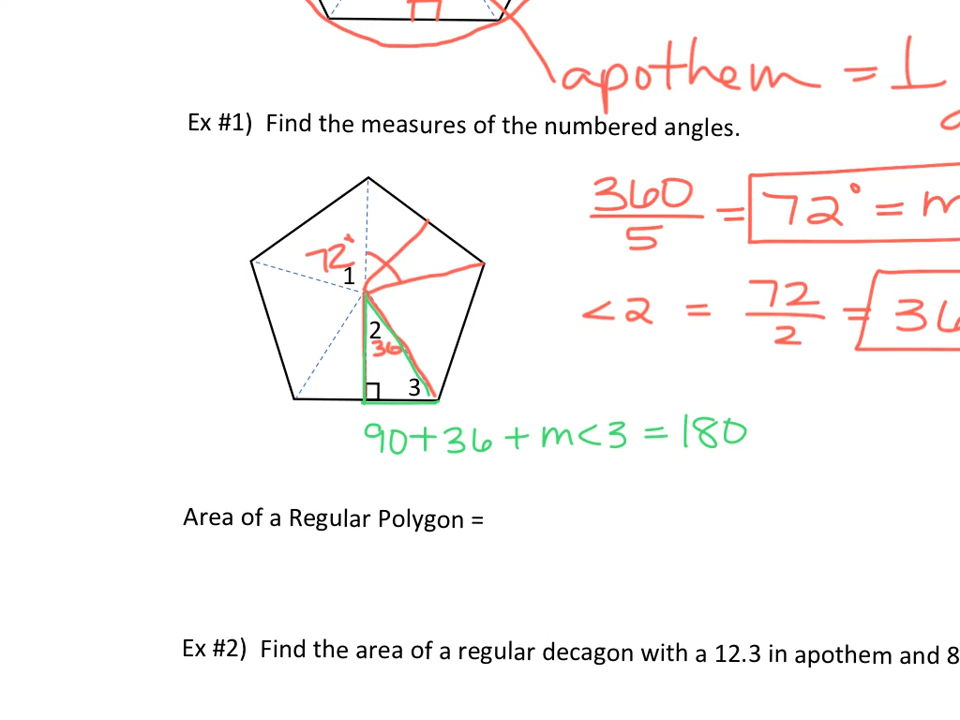 apothem = ⊥
Ex #1) Find the measures of the numbered angles.
360/5 = 72° = m
72°
1
<2 = 72/2 = 36
2
36
3
90+36 + m<3 = 180
Area of a Regular Polygon =
Ex #2) Find the area of a regular decagon with a 12.3 in apothem and 8